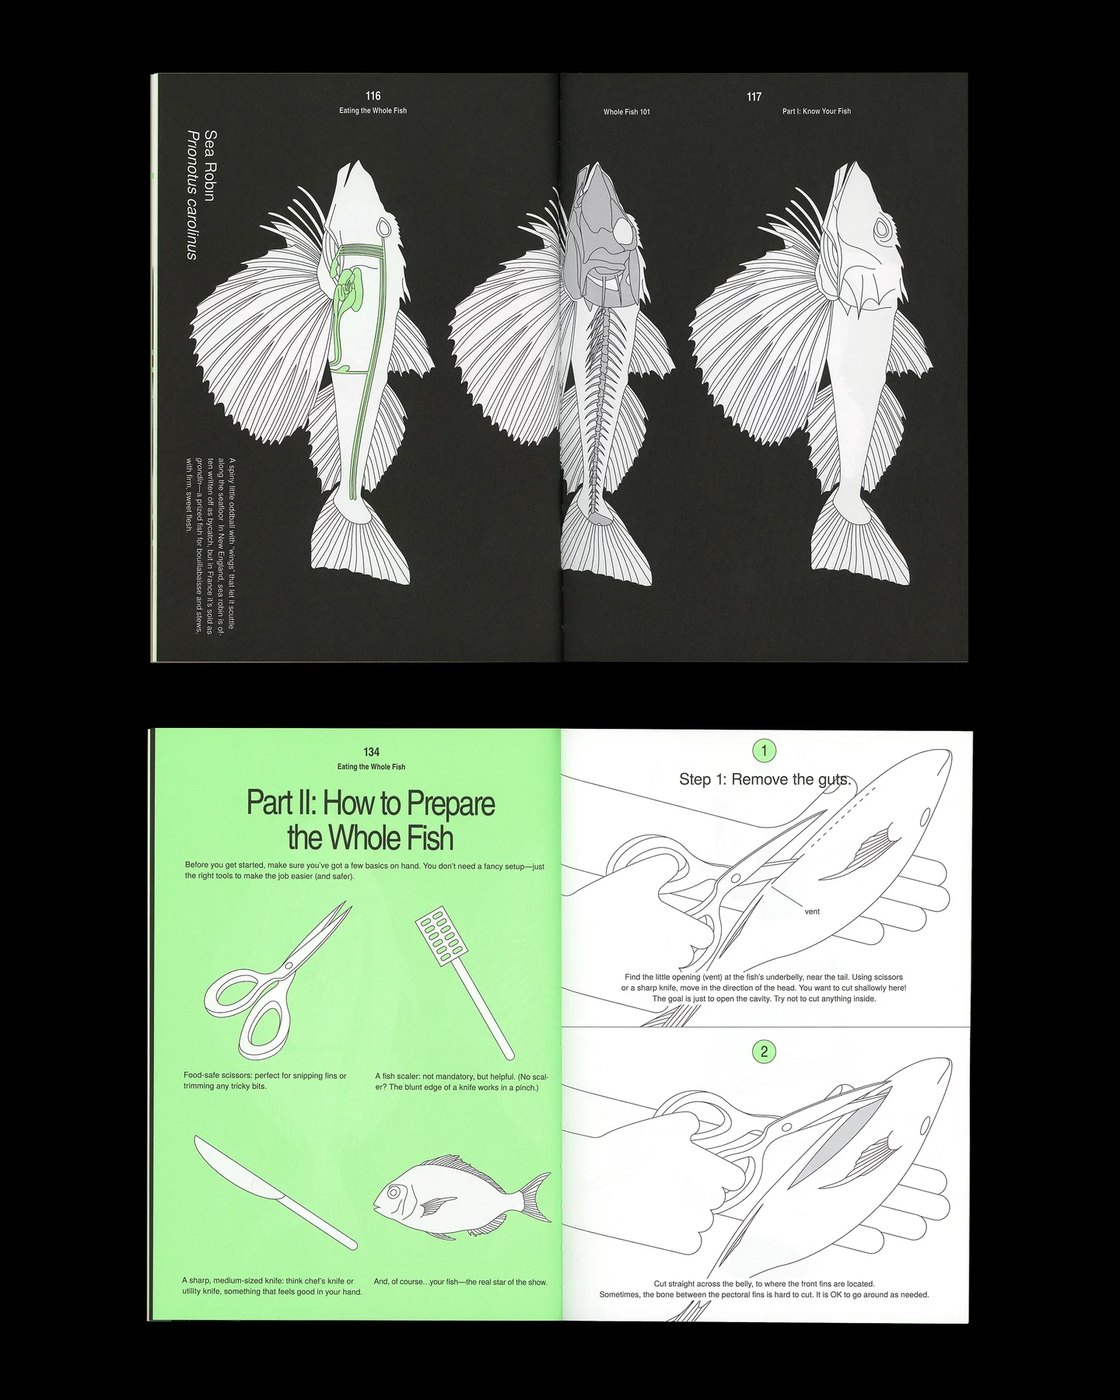 116
Eating the Whole Fish
Sea Robin
Prionotus carolinus
A spiny little oddball with “wings” that let it scuttle
along the seafloor. In New England, sea robin is of-
ten written off as bycatch, but in France it’s sold as
grondin—a prized fish for bouillabaisse and stews,
with firm, sweet flesh.
Whole Fish 101
117
Part I: Know Your Fish
134
Eating the Whole Fish
Part II: How to Prepare
the Whole Fish
Before you get started, make sure you’ve got a few basics on hand. You don’t need a fancy setup—just
the right tools to make the job easier (and safer).
Food-safe scissors: perfect for snipping fins or
trimming any tricky bits.
A fish scaler: not mandatory, but helpful. (No scal-
er? The blunt edge of a knife works in a pinch.)
A sharp, medium-sized knife: think chef’s knife or
utility knife, something that feels good in your hand.
And, of course…your fish—the real star of the show.
1
Step 1: Remove the guts.
vent
Find the little opening (vent) at the fish’s underbelly, near the tail. Using scissors
or a sharp knife, move in the direction of the head. You want to cut shallowly here!
The goal is just to open the cavity. Try not to cut anything inside.
2
Cut straight across the belly, to where the front fins are located.
Sometimes, the bone between the pectoral fins is hard to cut. It is OK to go around as needed.